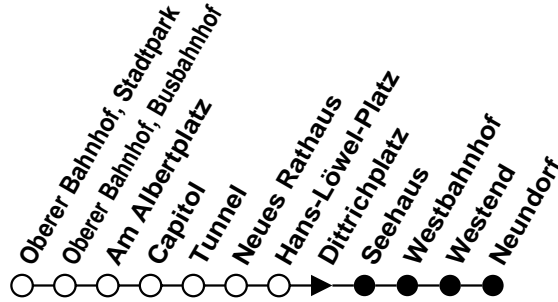 Oberer Bahnhof, Stadtpark
Oberer Bahnhof, Busbahnhof
Am Albertplatz
Capitol
Tunnel
Neues Rathaus
Hans-Löwel-Platz
Dittrichplatz
Seehaus
Westbahnhof
Westend
Neundorf